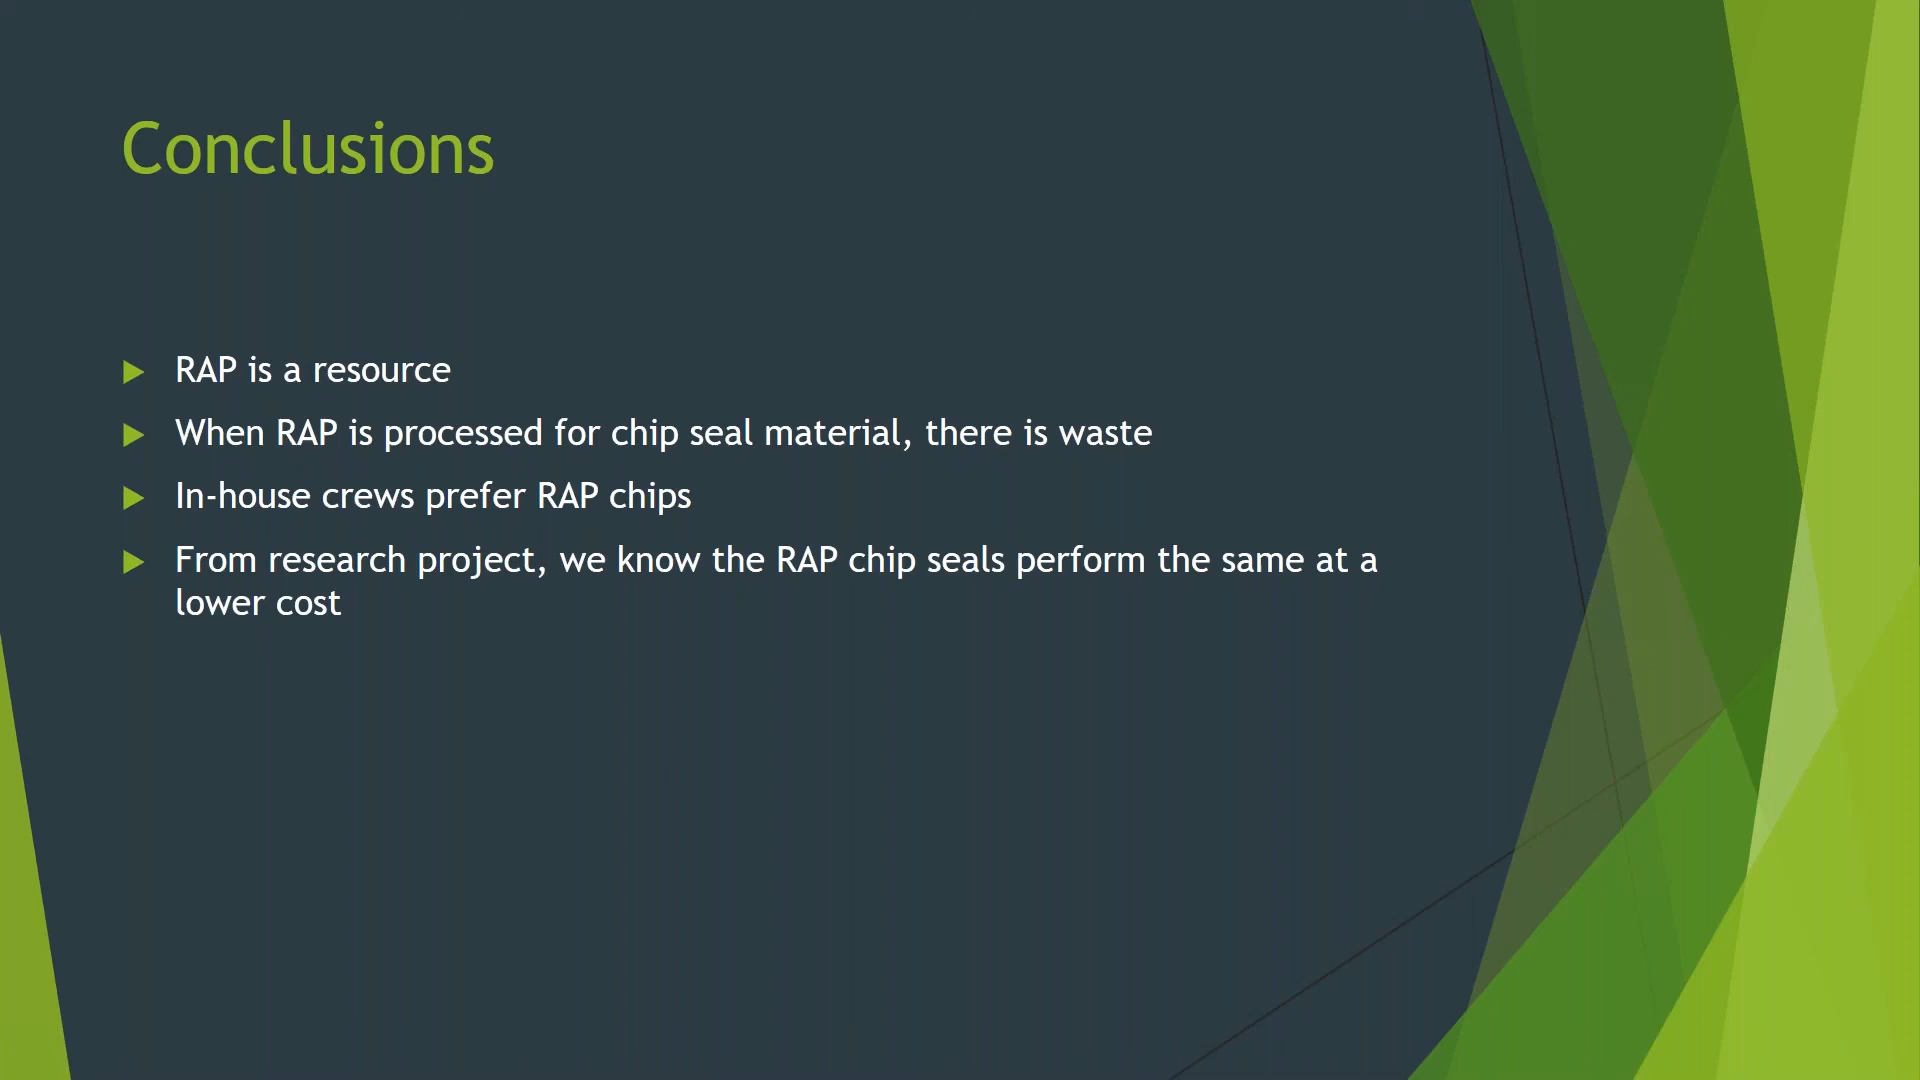 Conclusions
RAP is a resource
When RAP is processed for chip seal material, there is waste
In-house crews prefer RAP chips
From research project, we know the RAP chip seals perform the same at a
lower cost